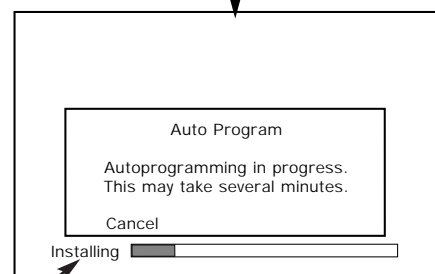 Auto Program
Autoprogramming in progress.
This may take several minutes.
Cancel
Installing